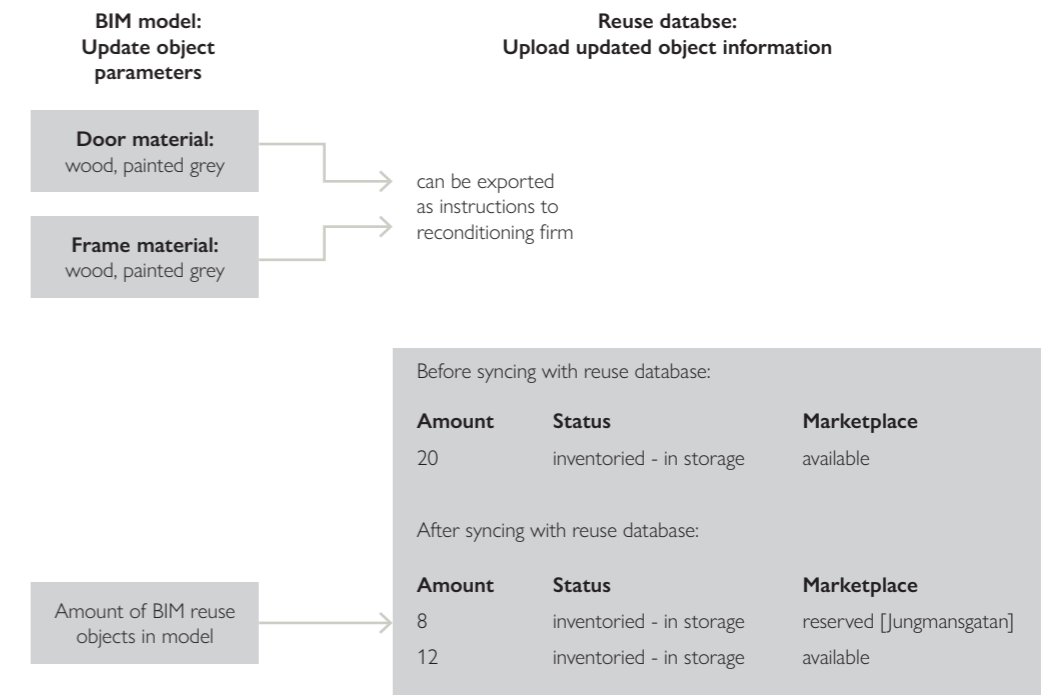 BIM model:
Update object
parameters
Reuse databse:
Upload updated object information
Door material:
wood, painted grey
Frame material:
wood, painted grey
can be exported
as instructions to
reconditioning firm
Before syncing with reuse database:
Amount Status Marketplace
20 inventoried - in storage available
After syncing with reuse database:
Amount Status Marketplace
Amount of BIM reuse
objects in model
8 inventoried - in storage reserved [Jungmansgatan]
12 inventoried - in storage available